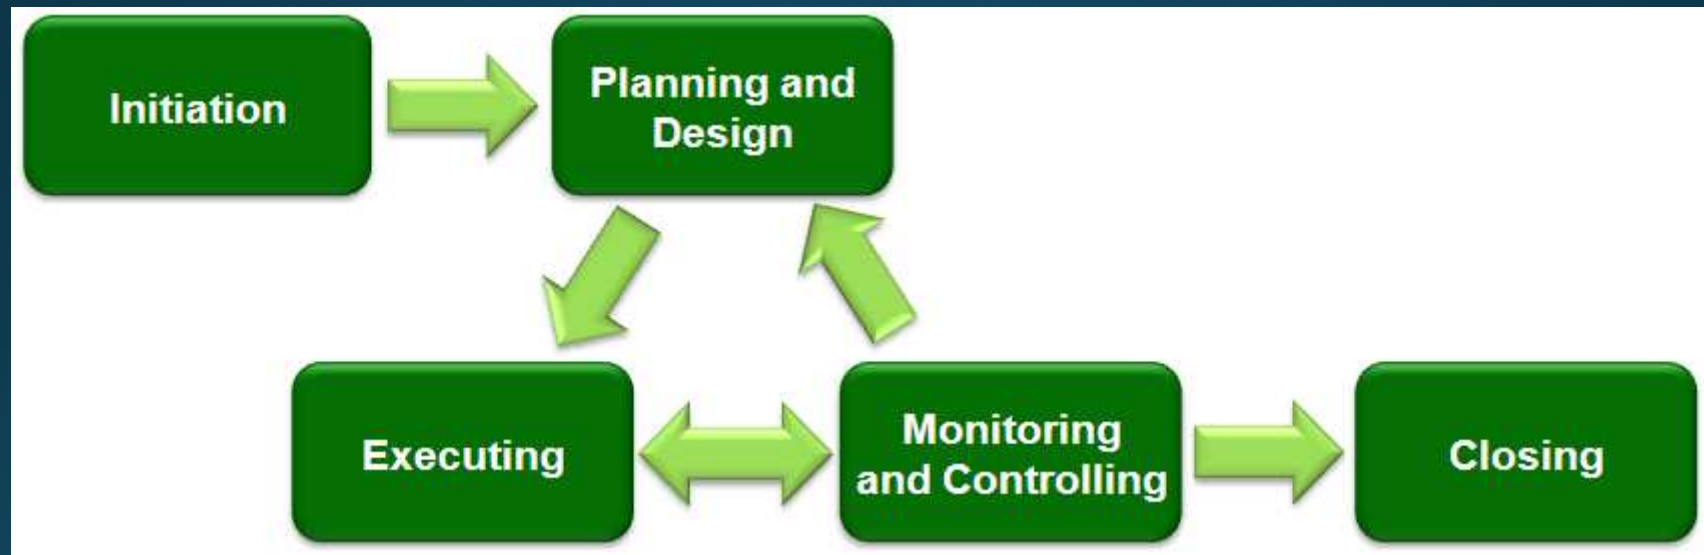 Initiation
Planning and
Design
Executing
Monitoring
and Controlling
Closing